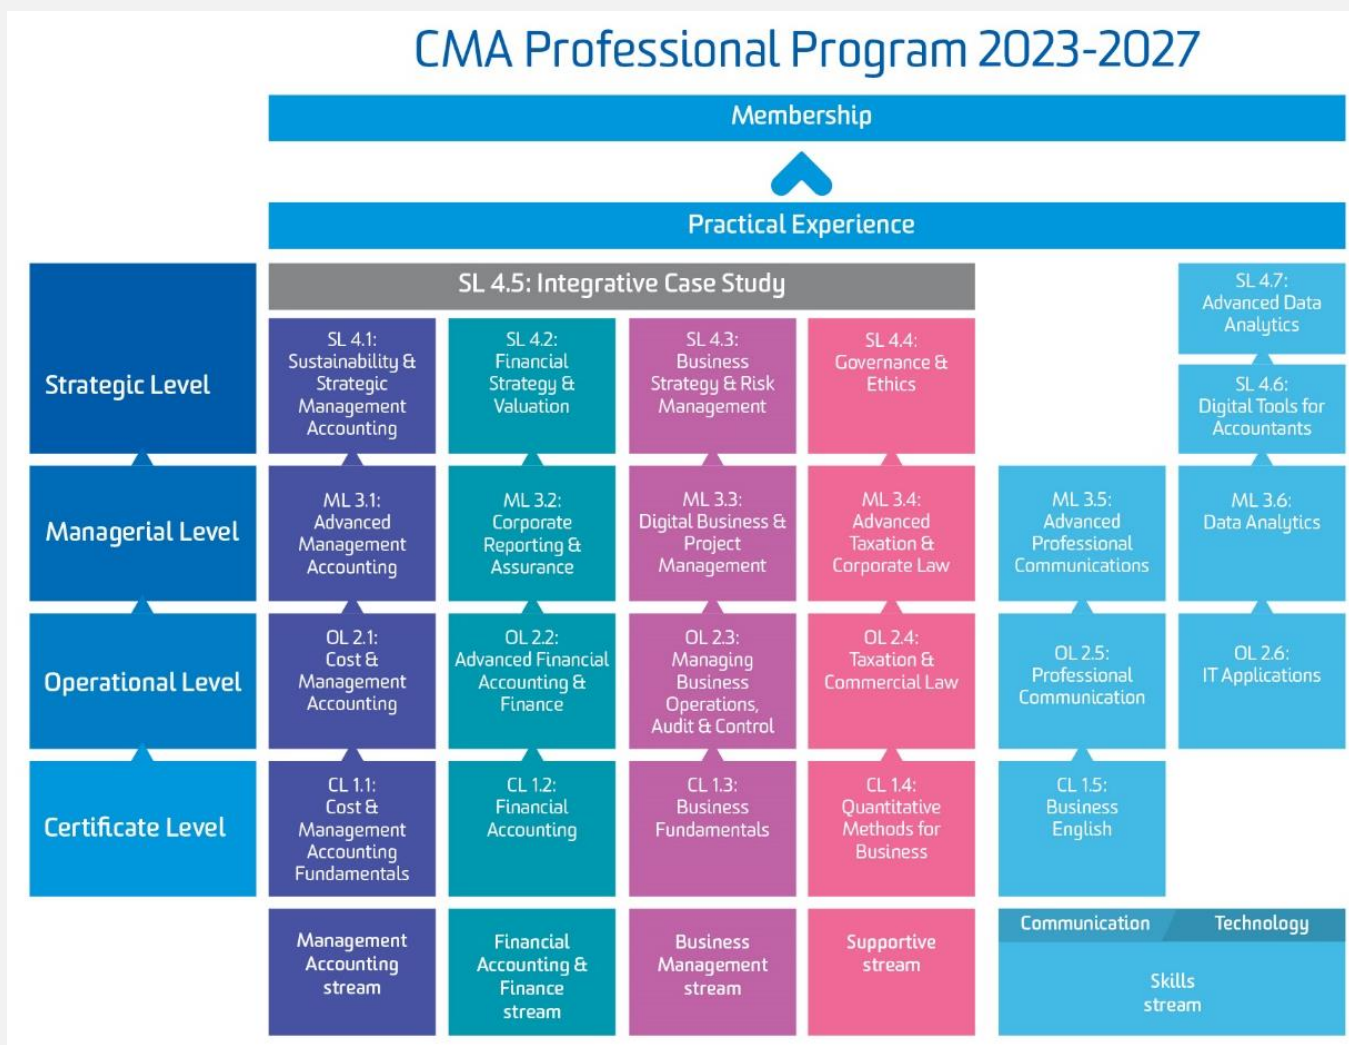 CMA Professional Program 2023-2027
Membership
Practical Experience
SL 4.5: Integrative Case Study
Strategic Level
SL 4.1:
Sustainability &
Strategic
Management
Accounting
SL 4.2:
Financial
Strategy &
Valuation
SL 4.3:
Business
Strategy & Risk
Management
SL 4.4:
Governance &
Ethics
SL 4.7:
Advanced Data
Analytics
SL 4.6:
Digital Tools for
Accountants
Managerial Level
ML 3.1:
Advanced
Management
Accounting
ML 3.2:
Corporate
Reporting &
Assurance
ML 3.3:
Digital Business &
Project
Management
ML 3.4:
Advanced
Taxation &
Corporate Law
ML 3.5:
Advanced
Professional
Communications
ML 3.6:
Data Analytics
Operational Level
OL 2.1:
Cost &
Management
Accounting
OL 2.2:
Advanced Financial
Accounting &
Finance
OL 2.3:
Managing
Business
Operations,
Audit & Control
OL 2.4:
Taxation &
Commercial Law
OL 2.5:
Professional
Communication
OL 2.6:
IT Applications
Certificate Level
CL 1.1:
Cost &
Management
Accounting
Fundamentals
CL 1.2:
Financial
Accounting
CL 1.3:
Business
Fundamentals
CL 1.4:
Quantitative
Methods for
Business
CL 1.5:
Business
English
Management
Accounting
stream
Financial
Accounting &
Finance
stream
Business
Management
stream
Supportive
stream
Communication
Technology
Skills
stream